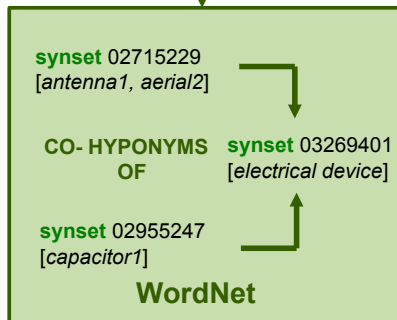 synset 02715229
[antenna1, aerial2]
CO- HYPONYMS
OF
synset 03269401
[electrical device]
synset 02955247
[capacitor1]
WordNet